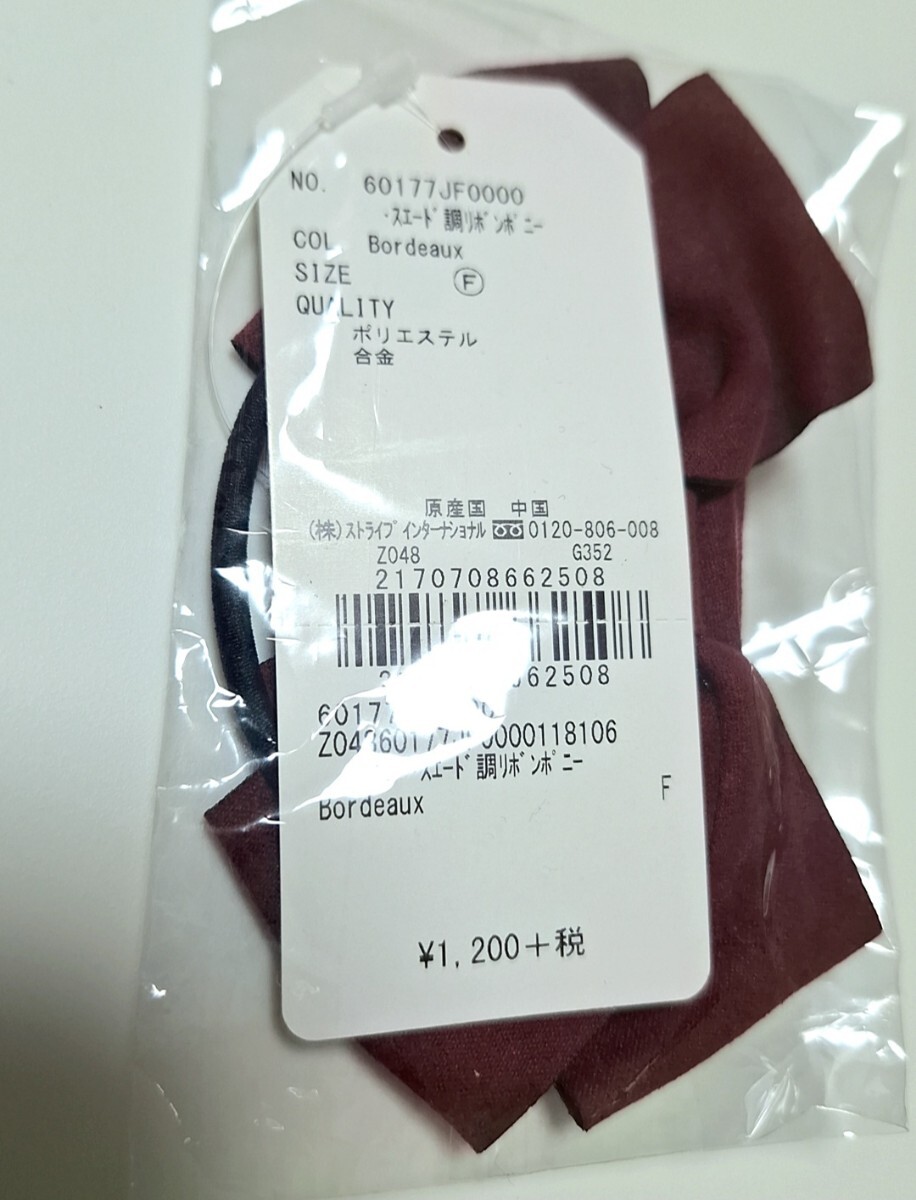 NO. 60177JF0000
・スエード調リボンポニー
COL Bordeaux
SIZE Ⓕ
QUALITY
ポリエステル
合金
原産国 中国
(株)ストライプインターナショナル 0120-806-008
Z048 G352
2170708662508
62508
60177
Bordeaux F
スエード調リボンポニー
¥1,200+税